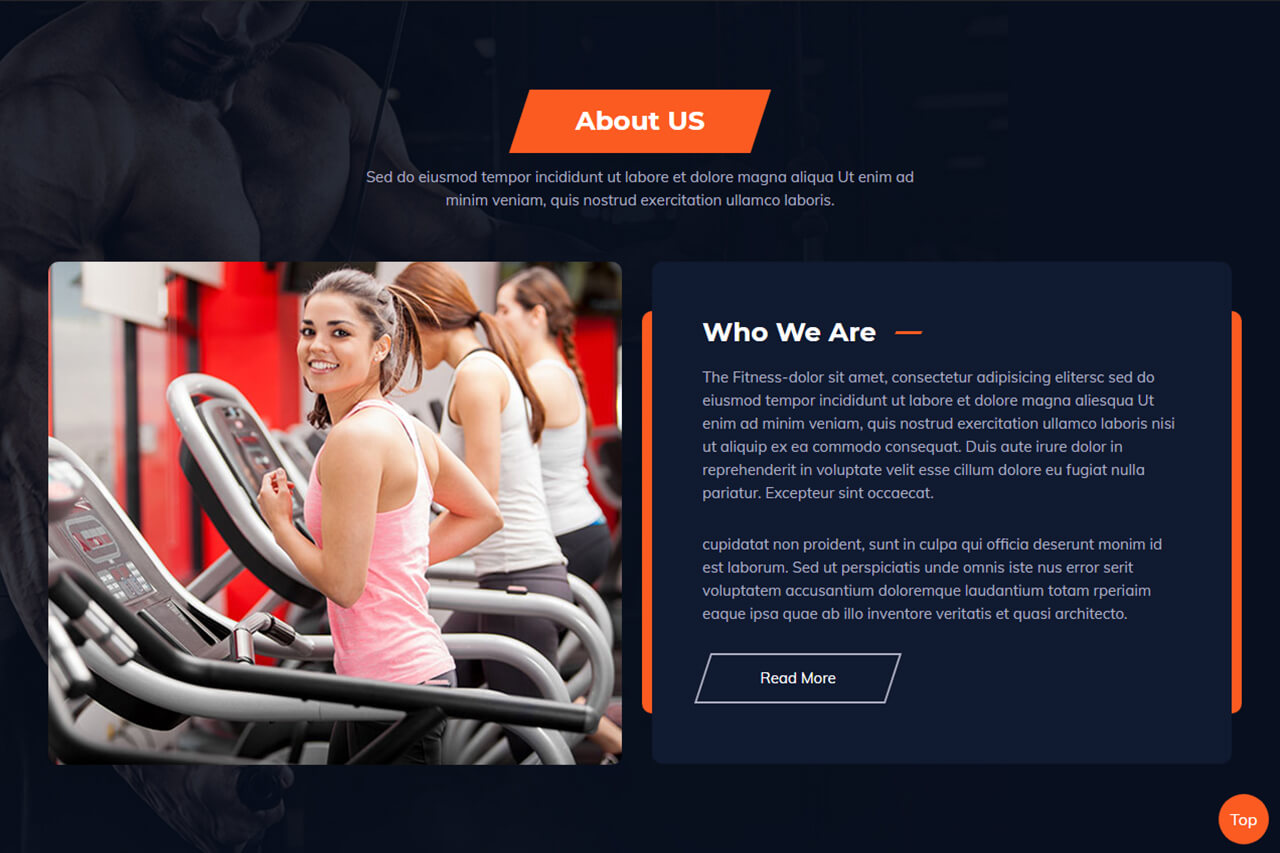 About US
Sed do eiusmod tempor incididunt ut labore et dolore magna aliqua Ut enim ad
minim veniam, quis nostrud exercitation ullamco laboris.
Who We Are
The Fitness-dolor sit amet, consectetur adipisicing elitersc sed do
eiusmod tempor incididunt ut labore et dolore magna aliesqua Ut
enim ad minim veniam, quis nostrud exercitation ullamco laboris nisi
ut aliquip ex ea commodo consequat. Duis aute irure dolor in
reprehenderit in voluptate velit esse cillum dolore eu fugiat nulla
pariatur. Excepteur sint occaecat.
cupidatat non proident, sunt in culpa qui officia deserunt monim id
est laborum. Sed ut perspiciatis unde omnis iste nus error serit
voluptatem accusantium doloremque laudantium totam rperiaim
eaque ipsa quae ab illo inventore veritatis et quasi architecto.
Read More
Top